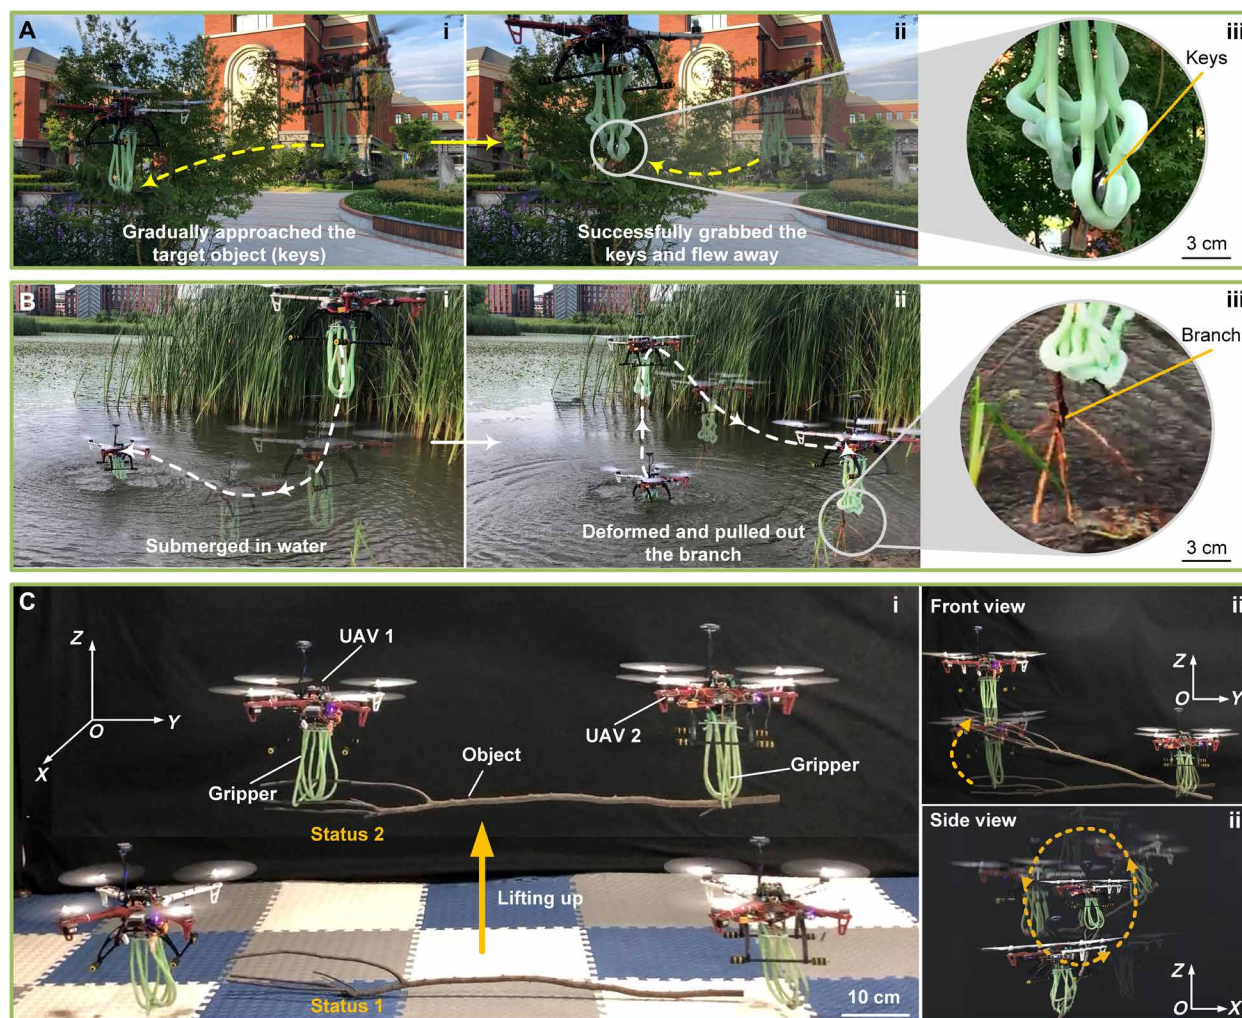 A
i
ii
iii
Keys
Gradually approached the
target object (keys)
Successfully grabbed the
keys and flew away
3 cm
B
i
ii
iii
Branch
Submerged in water
Deformed and pulled out
the branch
3 cm
C
i
Z
Y
O
X
UAV 1
UAV 2
Object
Gripper
Gripper
Status 2
Lifting up
Status 1
10 cm
Front view
ii
Z
O
Y
Side view
ii
Z
O
X